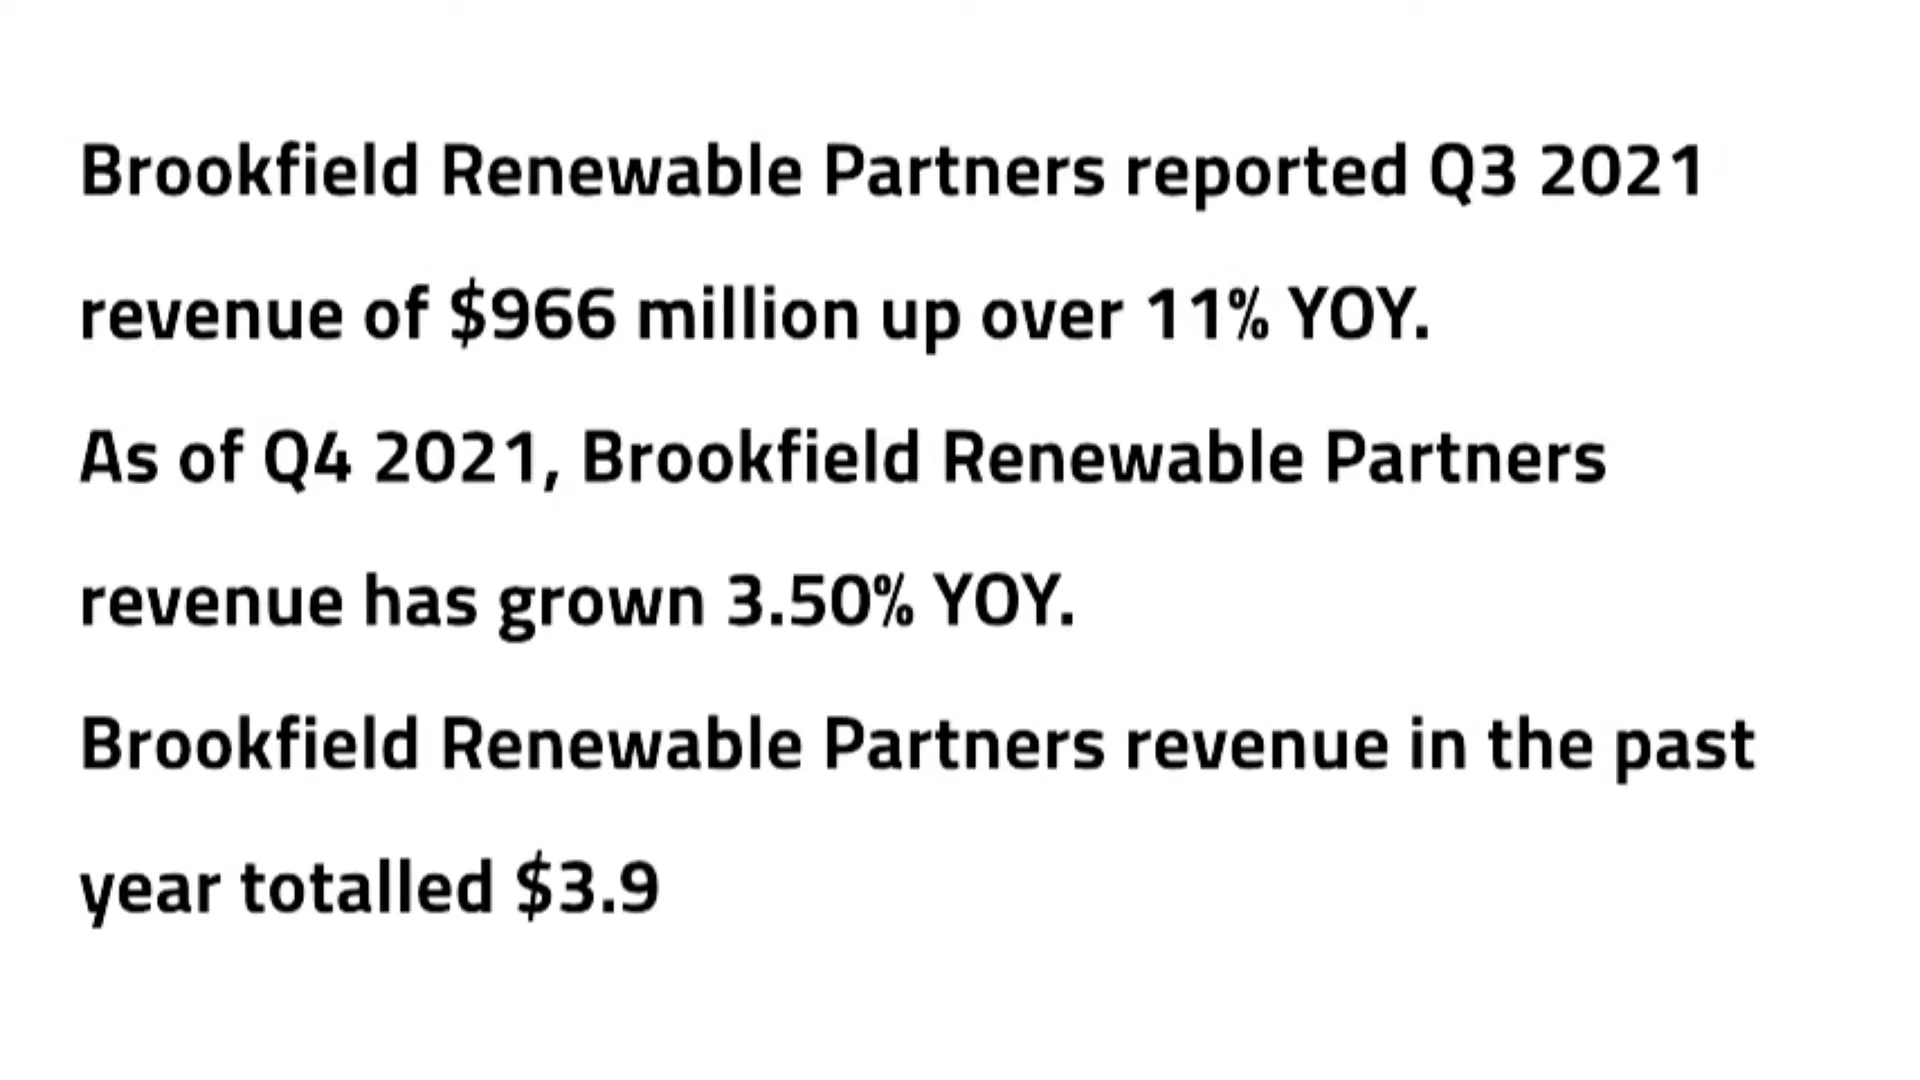 Brookfield Renewable Partners reported Q3 2021
revenue of $966 million up over 11% YOY.
As of Q4 2021, Brookfield Renewable Partners
revenue has grown 3.50% YOY.
Brookfield Renewable Partners revenue in the past
year totalled $3.9